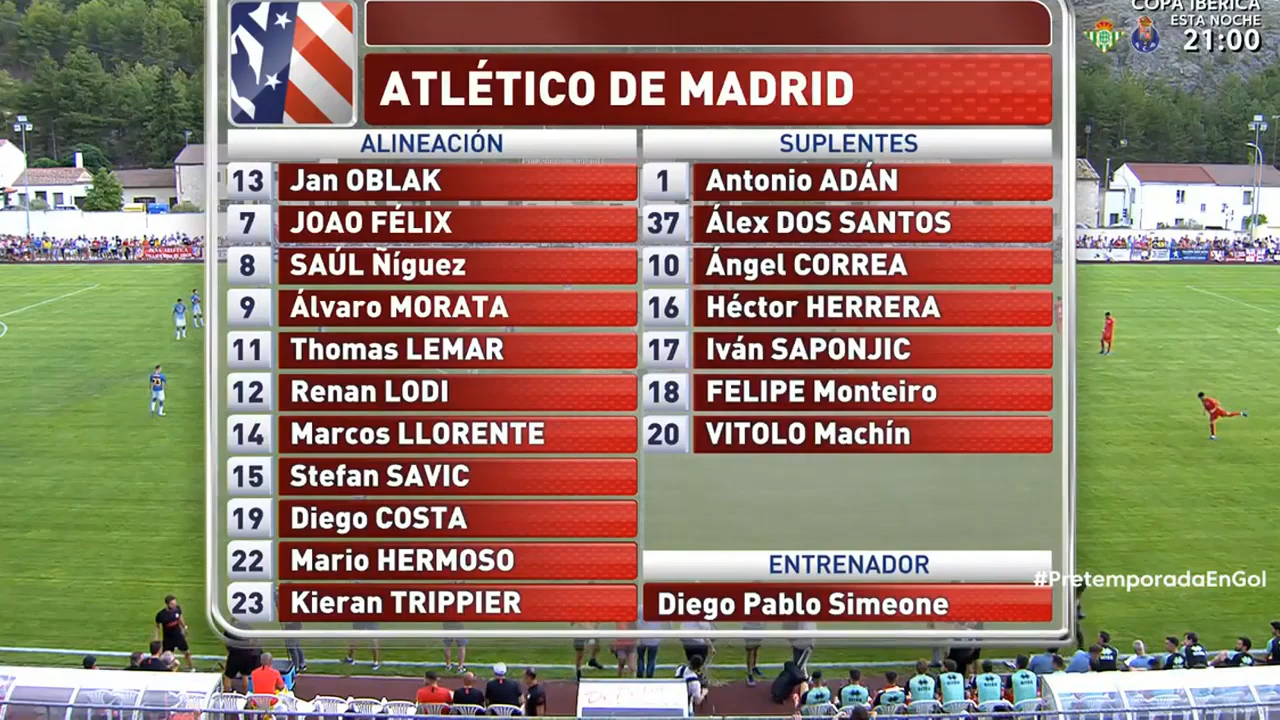 COPA IBÉRICA
ESTA NOCHE
21:00
ATLÉTICO DE MADRID
ALINEACIÓN
13 Jan OBLAK
7 JOAO FÉLIX
8 SAÚL Ñíguez
9 Álvaro MORATA
11 Thomas LEMAR
12 Renan LODI
14 Marcos LLORENTE
15 Stefan SAVIC
19 Diego COSTA
22 Mario HERMOSO
23 Kieran TRIPPIER
SUPLENTES
1 Antonio ADÁN
37 Álex DOS SANTOS
10 Ángel CORREA
16 Héctor HERRERA
17 Iván SAPONJIC
18 FELIPE Monteiro
20 VITOLO Machín
ENTRENADOR
Diego Pablo Simeone
#PretemporadaEnGol